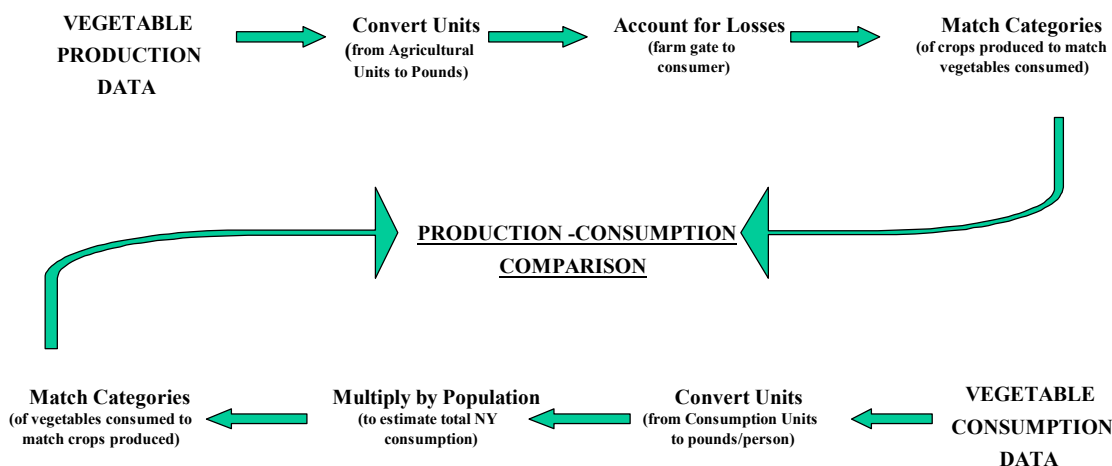 VEGETABLE
PRODUCTION
DATA
Convert Units
(from Agricultural
Units to Pounds)
Account for Losses
(farm gate to
consumer)
Match Categories
(of crops produced to match
vegetables consumed)
PRODUCTION -CONSUMPTION
COMPARISON
Match Categories
(of vegetables consumed to
match crops produced)
Multiply by Population
(to estimate total NY
consumption)
Convert Units
(from Consumption Units
to pounds/person)
VEGETABLE
CONSUMPTION
DATA